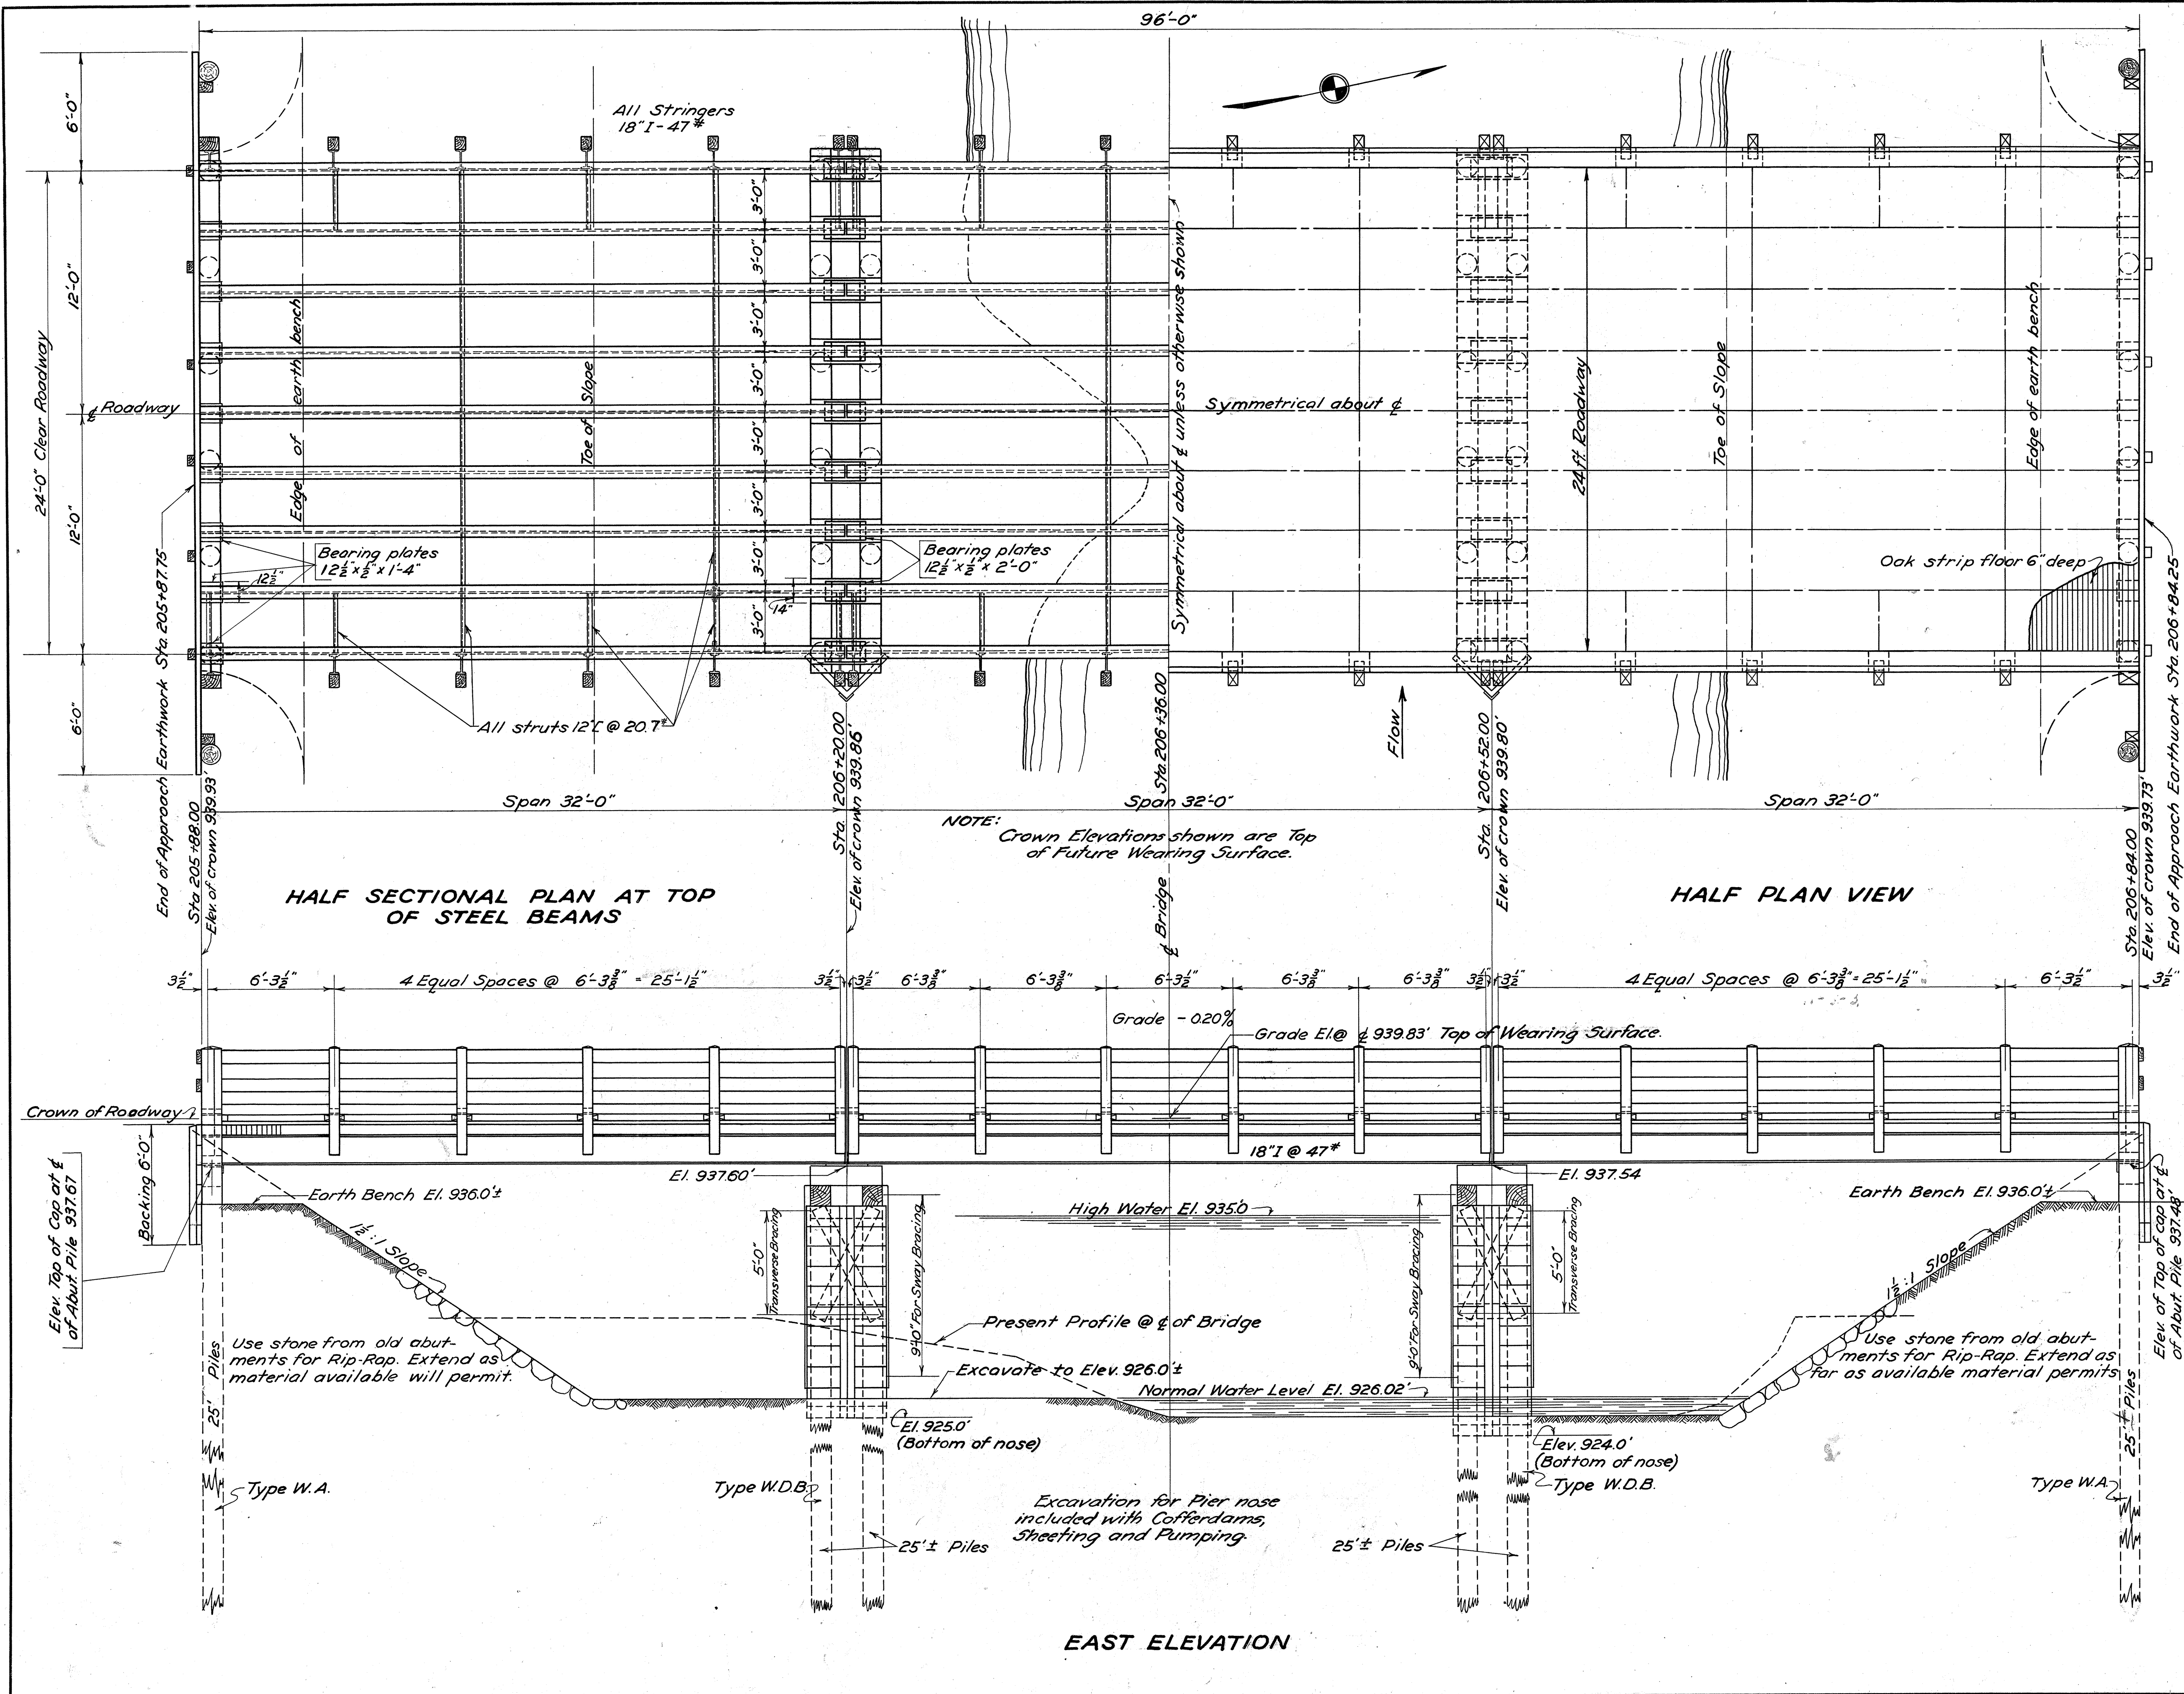 96'-0"
6'-0"
12'-0"
24'-0" Clear Roadway
12'-0"
6'-0"
℄ Roadway
All Stringers
18" I - 47#
Edge of earth bench
Toe of Slope
3'-0"
3'-0"
3'-0"
3'-0"
3'-0"
3'-0"
3'-0"
3'-0"
Bearing plates
12½" x ½" x 1'-4"
12½"
Bearing plates
12½" x ½" x 2'-0"
14"
All struts 12"[ @ 20.7#
Symmetrical about ℄ unless otherwise shown
Symmetrical about ℄
24 ft. Roadway
Toe of Slope
Edge of earth bench
Oak strip floor 6" deep
Flow
End of Approach Earthwork Sta. 205+87.75
Sta 205+88.00
Elev. of crown 939.93'
Sta. 206+20.00
Elev. of crown 939.86'
Sta. 206+36.00
℄ Bridge
Sta. 206+52.00
Elev. of crown 939.80'
Sta. 206+84.00
Elev. of crown 939.73'
End of Approach Earthwork Sta. 206+84.25
Span 32'-0"
Span 32'-0"
Span 32'-0"
NOTE:
Crown Elevations shown are Top
of Future Wearing Surface.
HALF SECTIONAL PLAN AT TOP
OF STEEL BEAMS
HALF PLAN VIEW
3½"
6'-3½"
4 Equal Spaces @ 6'-3⅜" = 25'-1½"
3½"
3½"
6'-3⅜"
6'-3⅜"
6'-3½"
6'-3⅜"
6'-3⅜"
3½"
3½"
4 Equal Spaces @ 6'-3⅜" = 25'-1½"
6'-3½"
3½"
Grade - 0.20%
Grade El. @ ℄ 939.83' Top of Wearing Surface.
Crown of Roadway
Backing 6'-0"
Elev. Top of Cap at ℄
of Abut. Pile 937.67'
18" I @ 47#
El. 937.60'
El. 937.54
Earth Bench El. 936.0'±
High Water El. 935.0
Earth Bench El. 936.0'±
1½:1 Slope
5'-0"
Transverse Bracing
9'-0" For Sway Bracing
9'-0" For Sway Bracing
5'-0"
Transverse Bracing
1½:1 Slope
Elev. of Top of cap at ℄
of Abut. Pile 937.48'
Present Profile @ ℄ of Bridge
Use stone from old abut-
ments for Rip-Rap. Extend as
material available will permit.
Use stone from old abut-
ments for Rip-Rap. Extend as
far as available material permits
Excavate to Elev. 926.0'±
Normal Water Level El. 926.02'
25' Piles
El. 925.0'
(Bottom of nose)
Elev. 924.0'
(Bottom of nose)
25'± Piles
Type W.A.
Type W.D.B.
Type W.D.B.
Type W.A.
Excavation for Pier nose
included with Cofferdams,
Sheeting and Pumping.
25'± Piles
25'± Piles
EAST ELEVATION